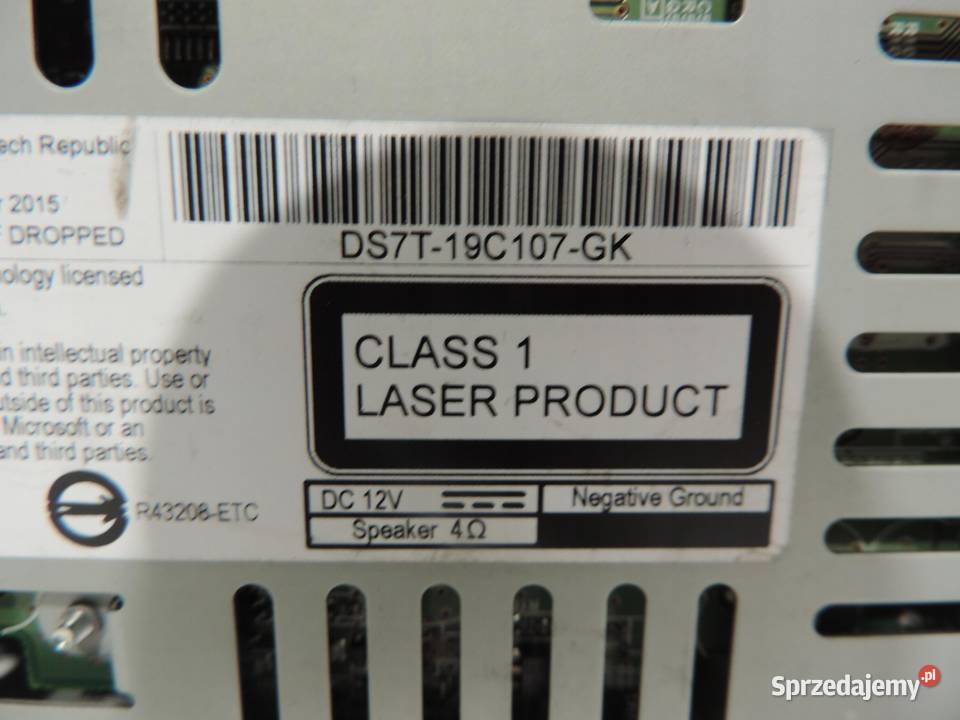 ech Republic
r 2015
F DROPPED
DS7T-19C107-GK
ology licensed
in intellectual property
d third parties. Use or
utside of this product is
Microsoft or an
and third parties.
CLASS 1
LASER PRODUCT
R43208-ETC
DC 12V
Negative Ground
Speaker 4Ω
Sprzedajemy.pl